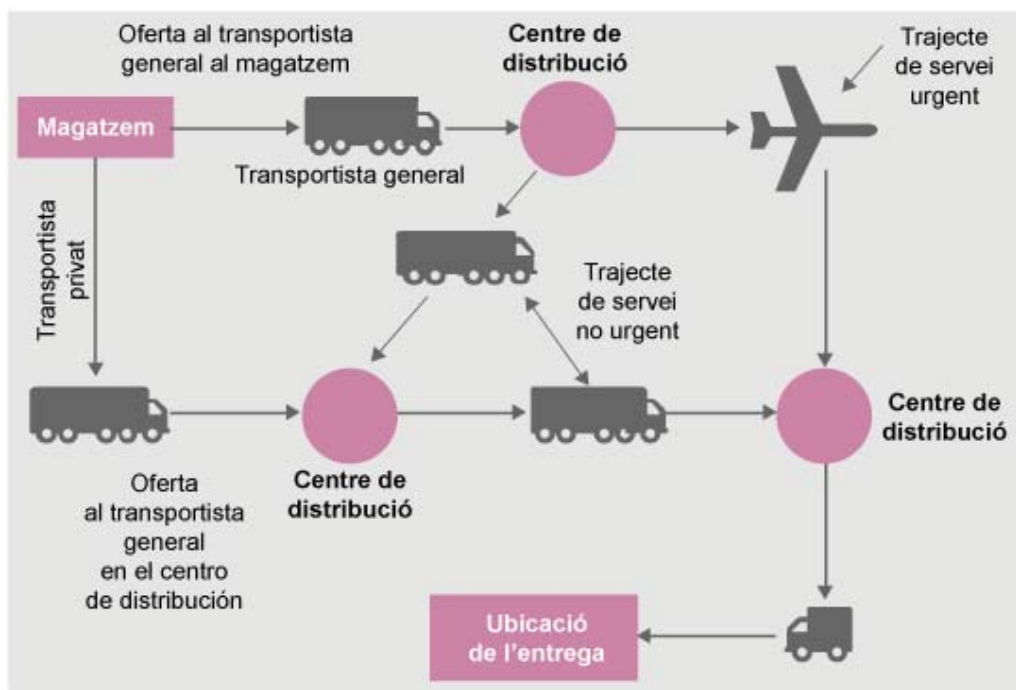 Oferta al transportista
general al magatzem
Centre de
distribució
Trajecte
de servei
urgent
Magatzem
Transportista general
Transportista
privat
Trajecte
de servei
no urgent
Centre de
distribució
Centre de
distribució
Oferta
al transportista
general
en el centro
de distribución
Ubicació
de l'entrega